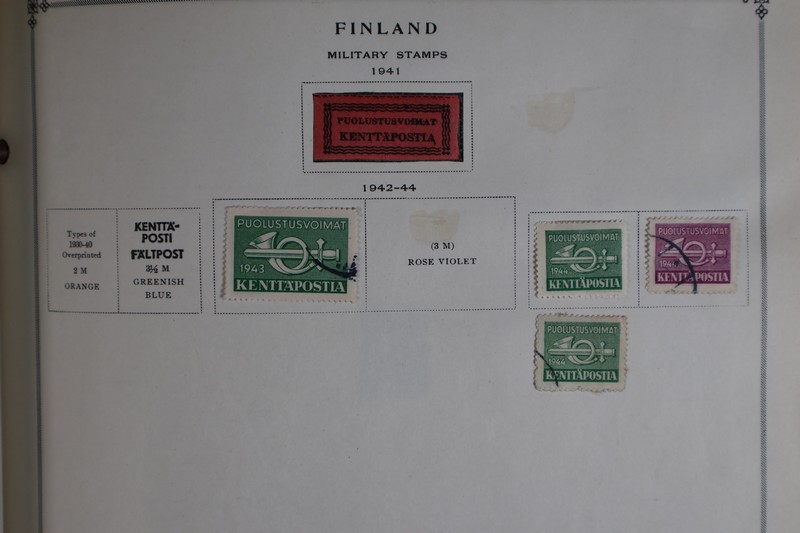 FINLAND
MILITARY STAMPS
1941
PUOLUSTUSVOIMAT
KENTTÄPOSTIA
1942-44
Types of
1930-40
Overprinted
2 M
ORANGE
KENTTÄ-
POSTI
FÄLTPOST
3½ M
GREENISH
BLUE
PUOLUSTUSVOIMAT
1943
KENTTÄPOSTIA
(3 M)
ROSE VIOLET
PUOLUSTUSVOIMAT
1944
KENTTÄPOSTIA
PUOLUSTUSVOIMAT
1944
KENTTÄPOSTIA
PUOLUSTUSVOIMAT
1944
KENTTÄPOSTIA